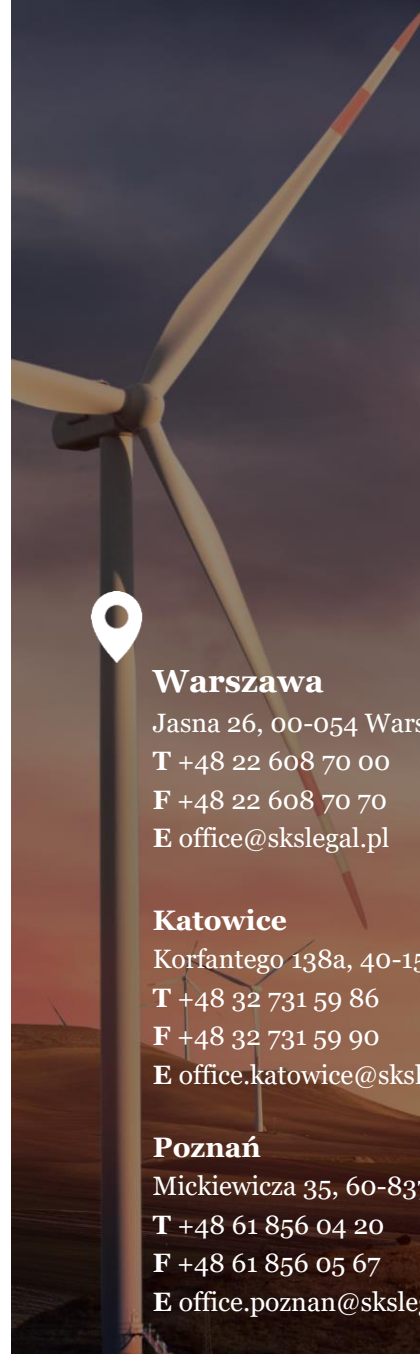 Warszawa
Jasna 26, 00-054
T +48 22 608 70 00
F +48 22 608 70 70
E office@skslegal.pl
Katowice
Korfantego 138a,
T +48 32 731 59 86
F +48 32 731 59 90
E
Poznań
Mickiewicza 35,
T +48 61 856 04 20
F +48 61 856 05 67
E